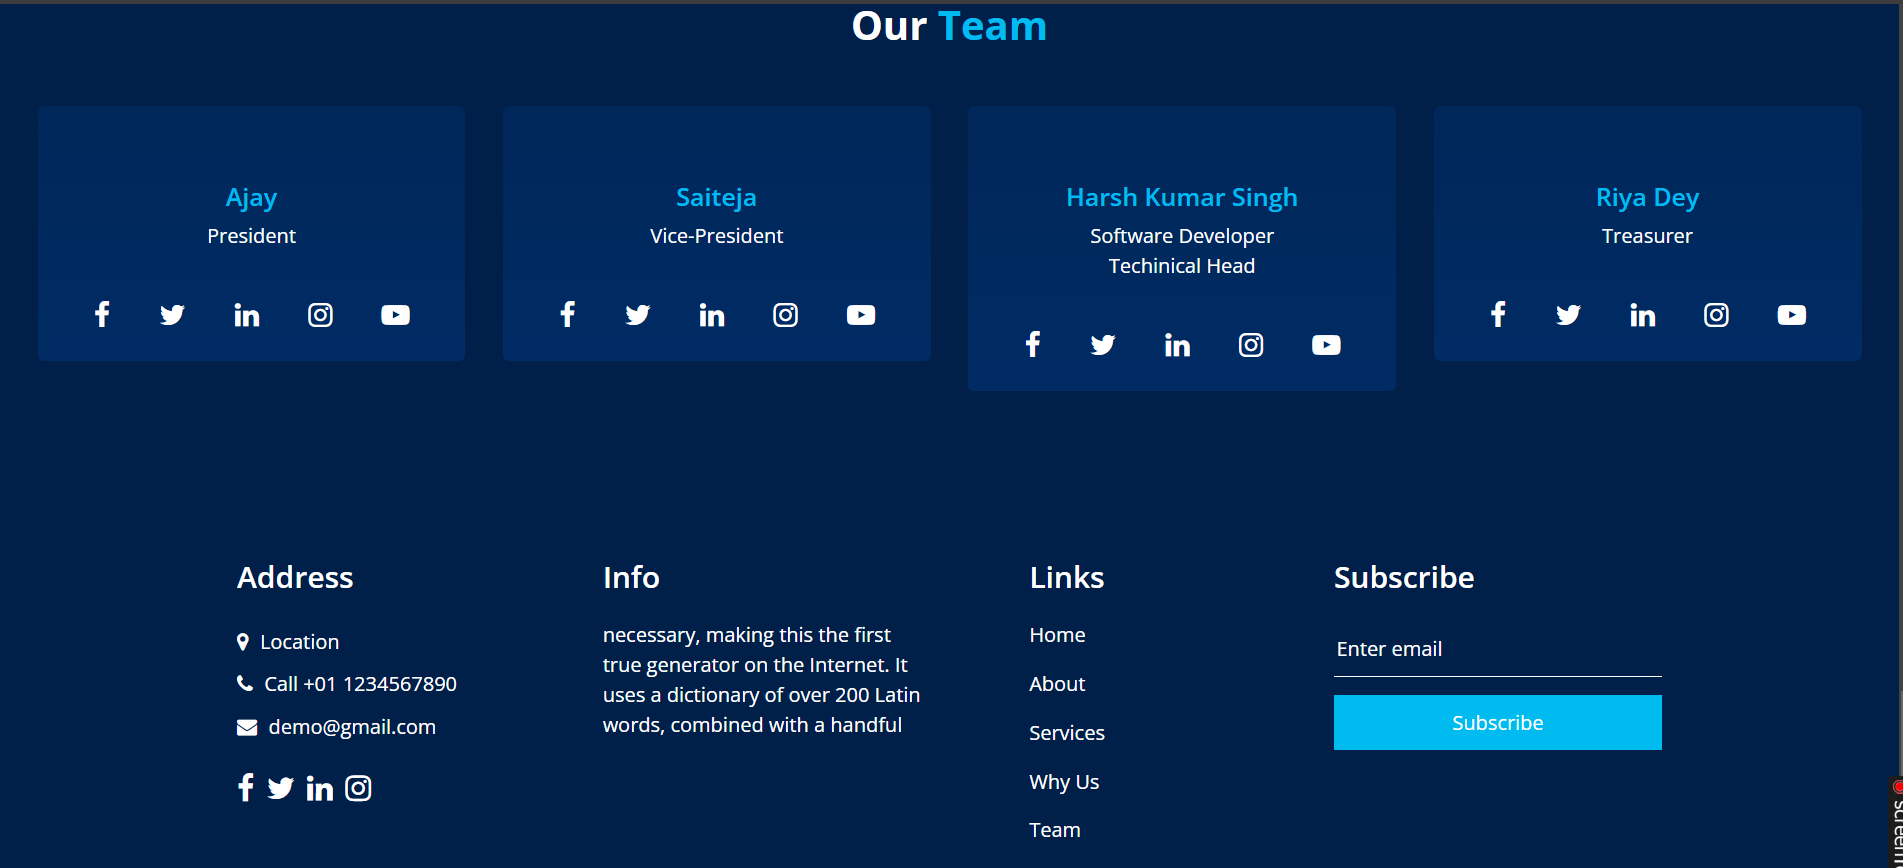 Our Team
Ajay
President
Saiteja
Vice-President
Harsh Kumar Singh
Software Developer
Techinical Head
Riya Dey
Treasurer
Address
Location
Call +01 1234567890
demo@gmail.com
Info
necessary, making this the first
true generator on the Internet. It
uses a dictionary of over 200 Latin
words, combined with a handful
Links
Home
About
Services
Why Us
Team
Subscribe
Enter email
Subscribe